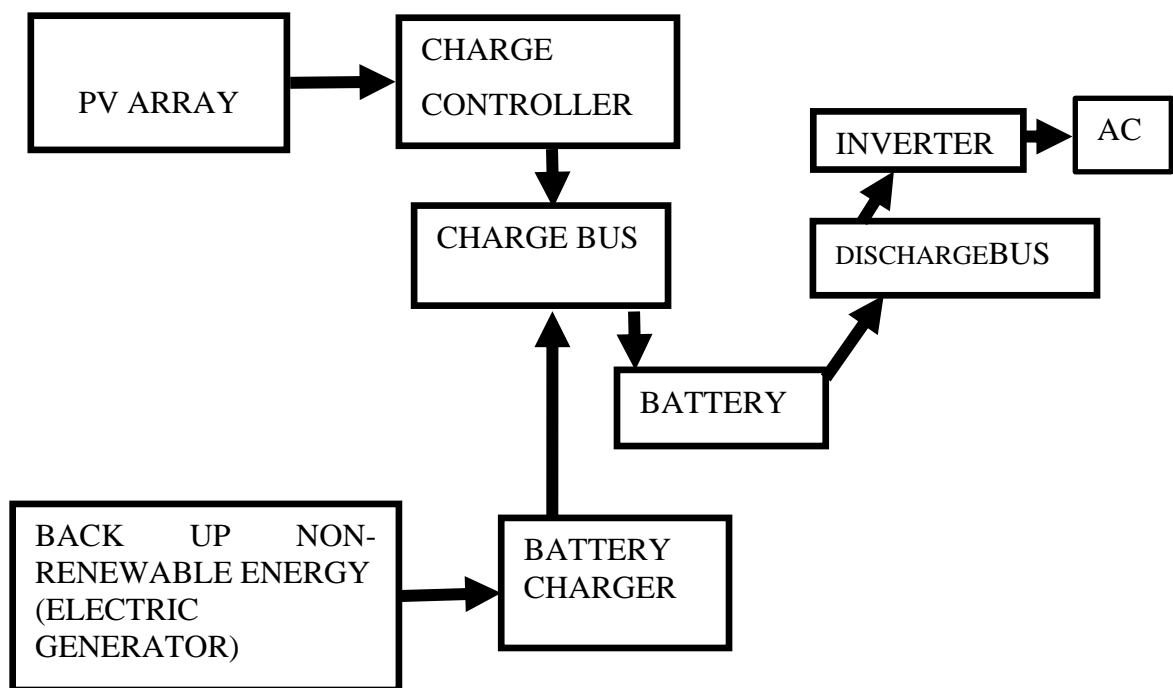 PV ARRAY
CHARGE
CONTROLLER
INVERTER
AC
CHARGE BUS
DISCHARGEBUS
BATTERY
BACK UP NON-
RENEWABLE ENERGY
(ELECTRIC
GENERATOR)
BATTERY
CHARGER